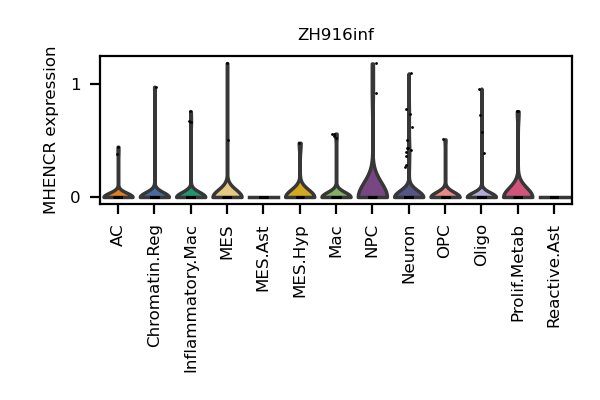 ZH916inf
MHENCR expression
1
0
AC
Chromatin.Reg
Inflammatory.Mac
MES
MES.Ast
MES.Hyp
Mac
NPC
Neuron
OPC
Oligo
Prolif.Metab
Reactive.Ast